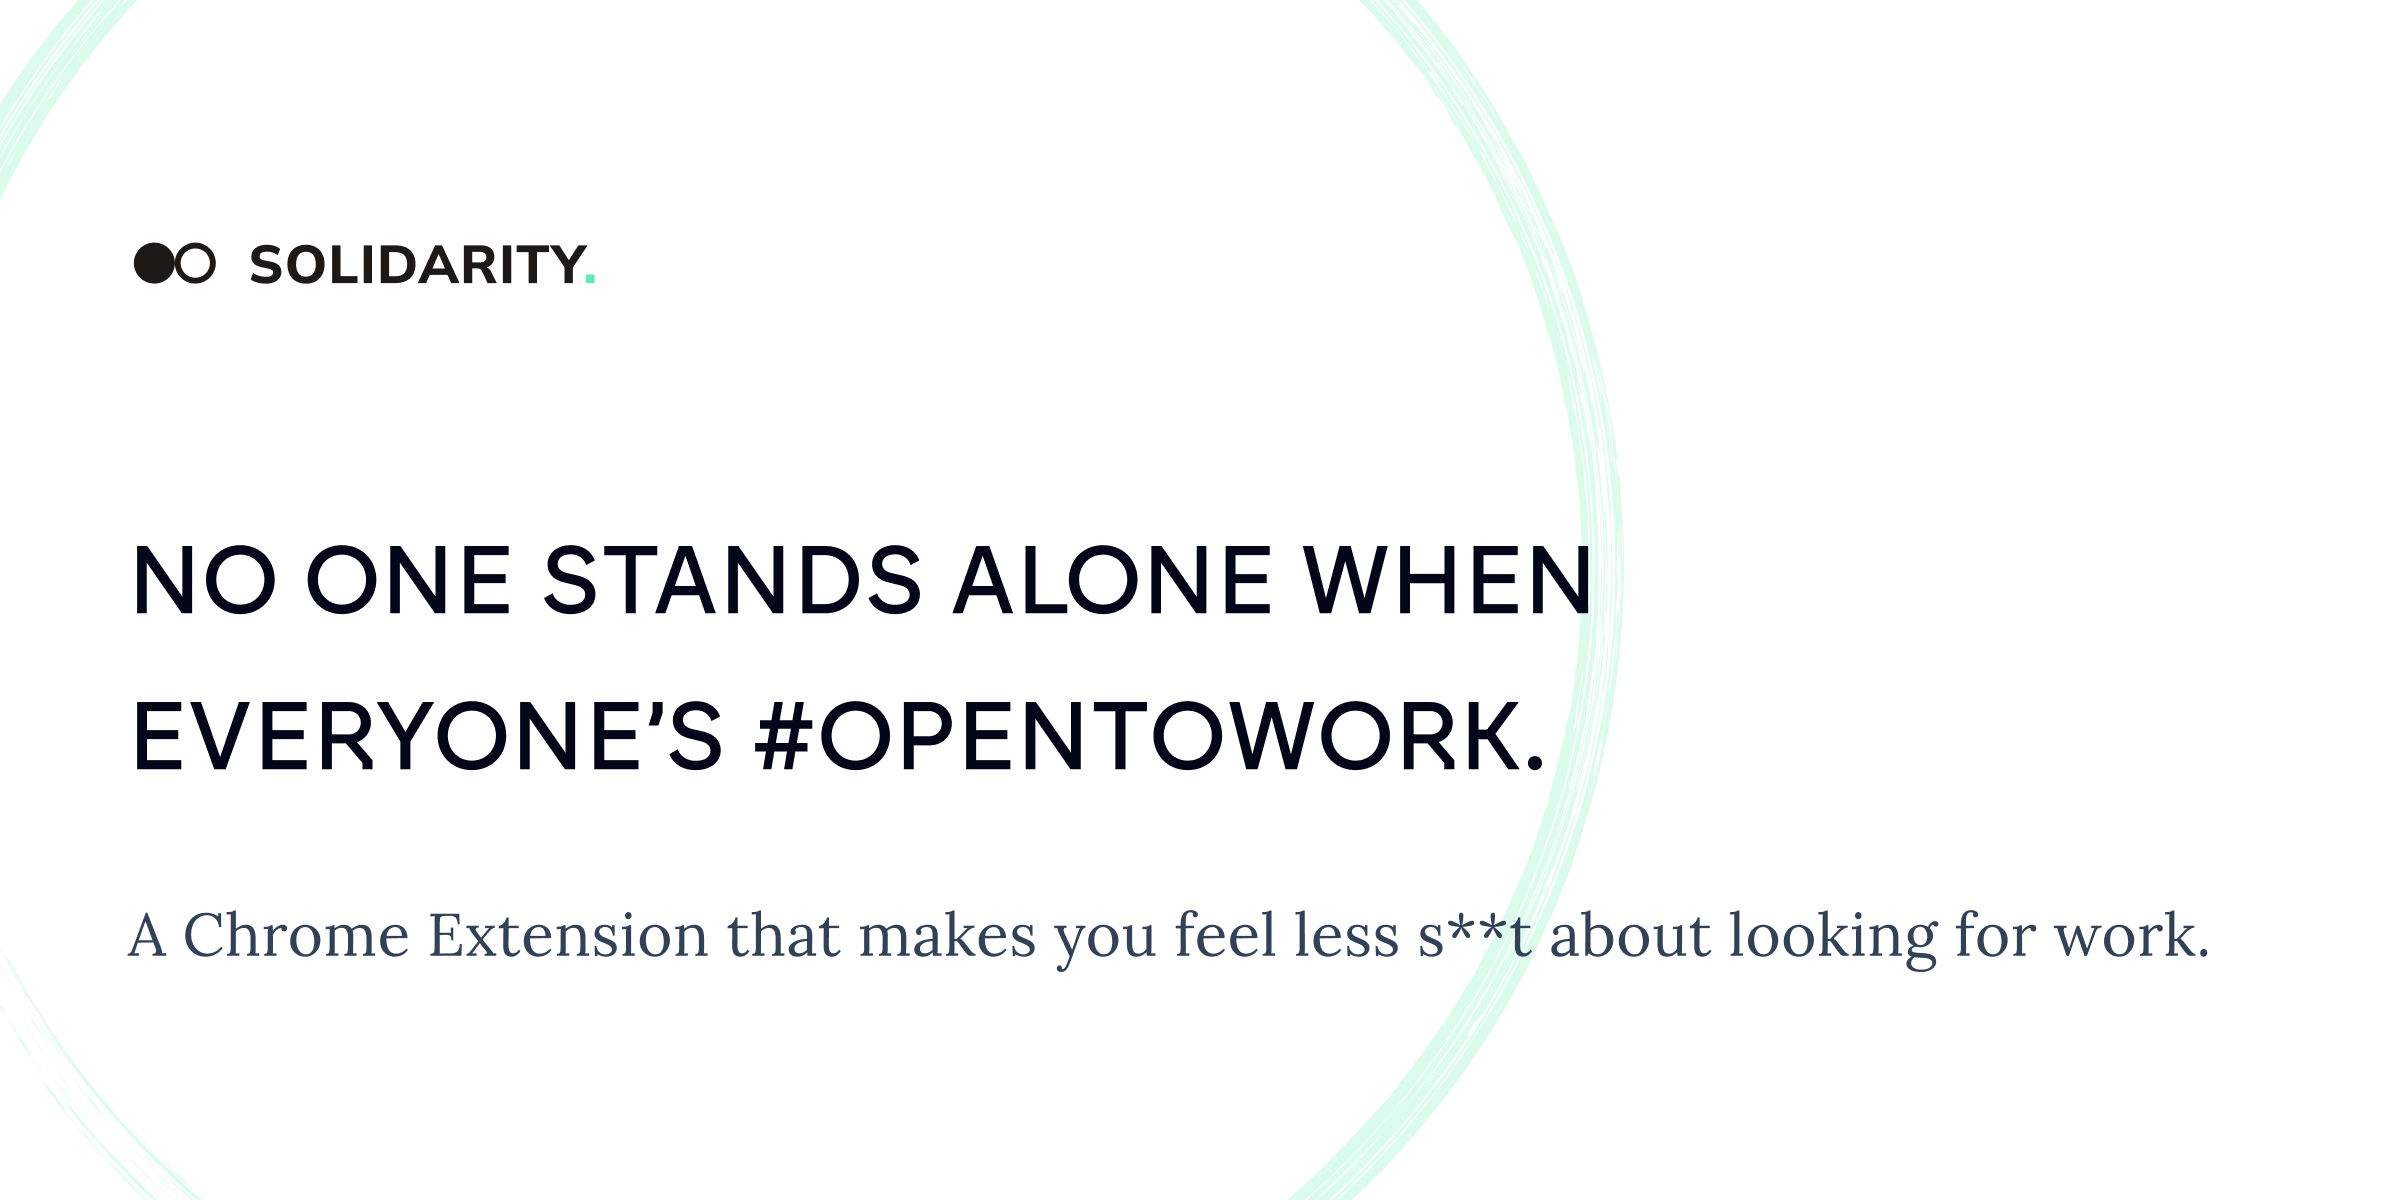 SOLIDARITY.
NO ONE STANDS ALONE WHEN
EVERYONE’S #OPENTOWORK.
A Chrome Extension that makes you feel less s**t about looking for work.